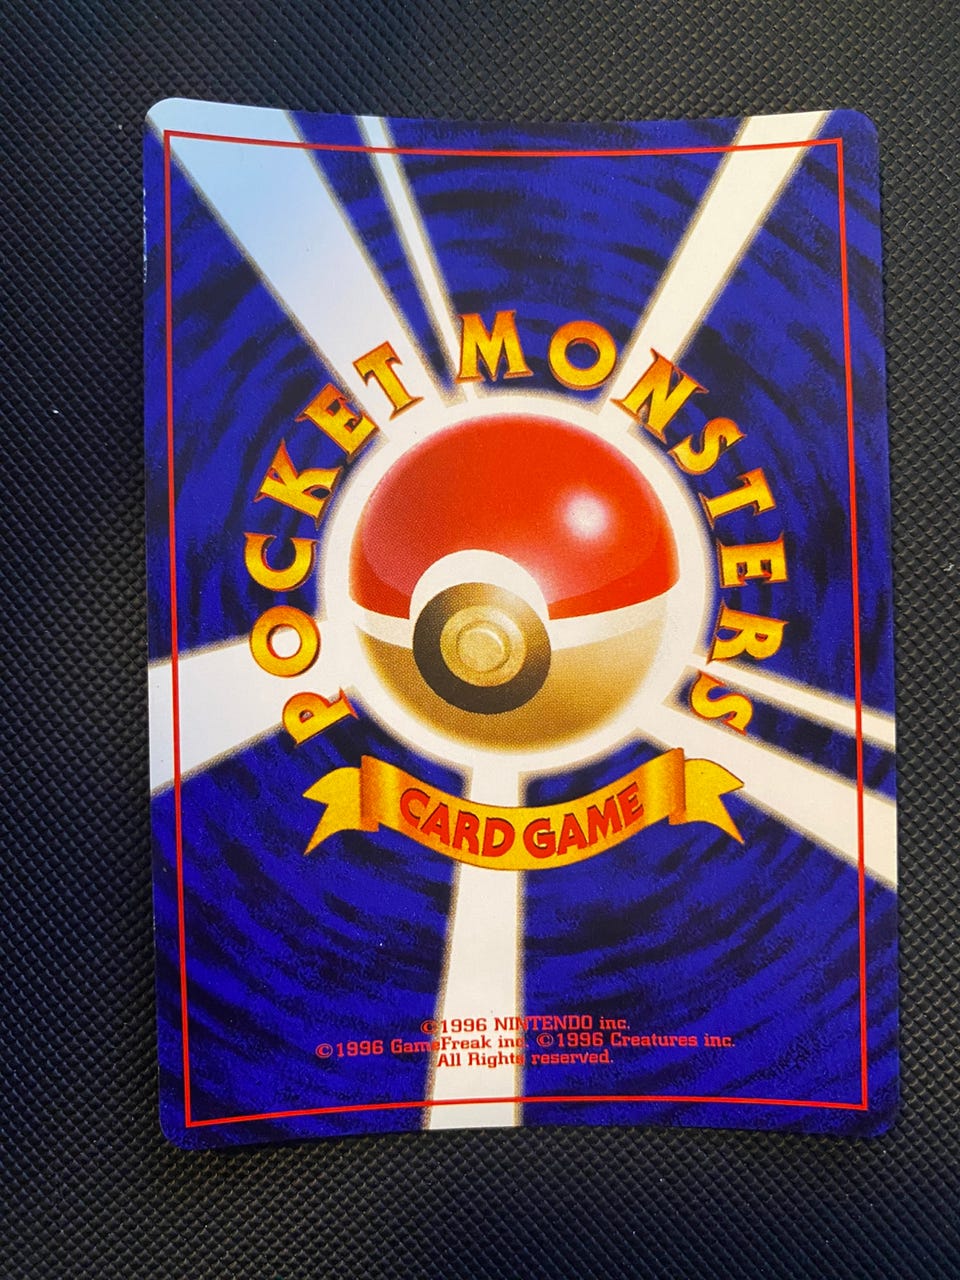 POCKET MONSTERS
CARD GAME
©1996 NINTENDO inc.
©1996 GameFreak inc. ©1996 Creatures inc.
All Rights reserved.